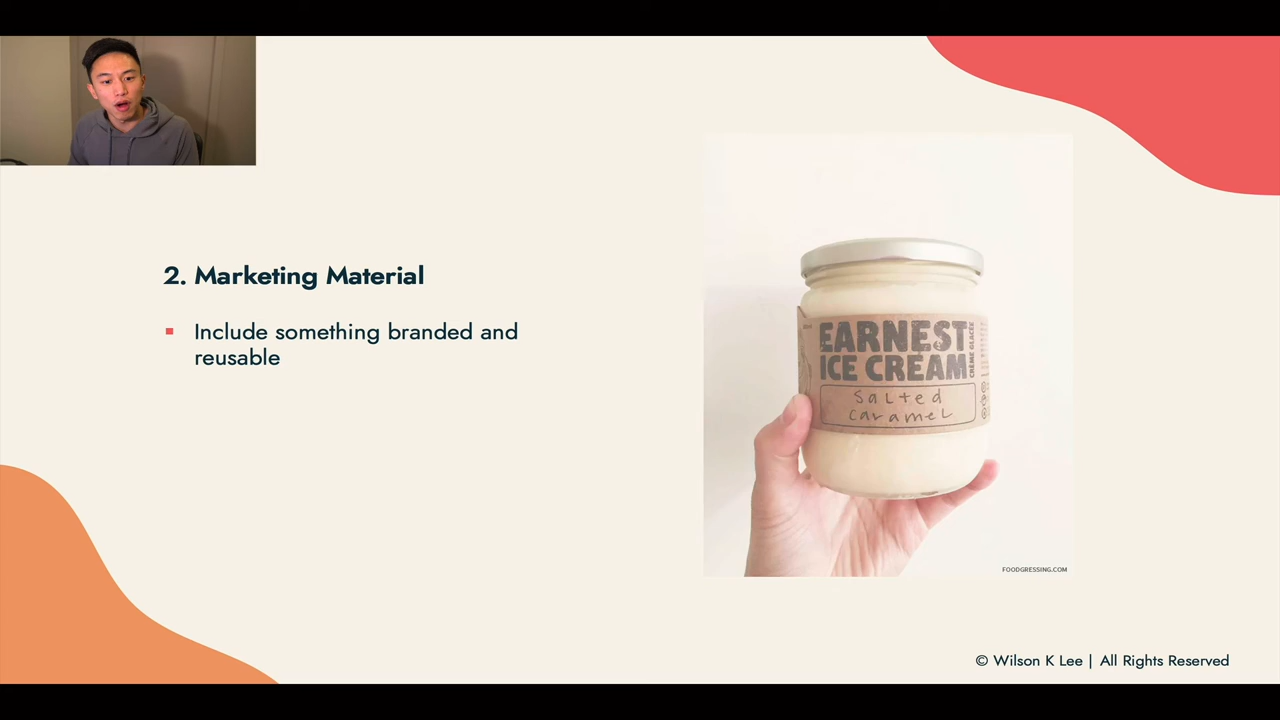 2. Marketing Material
Include something branded and
reusable
EARNEST
ICE CREAM
CRÈME GLACÉE
Salted
caramel
FOODGRESSING.COM
© Wilson K Lee | All Rights Reserved